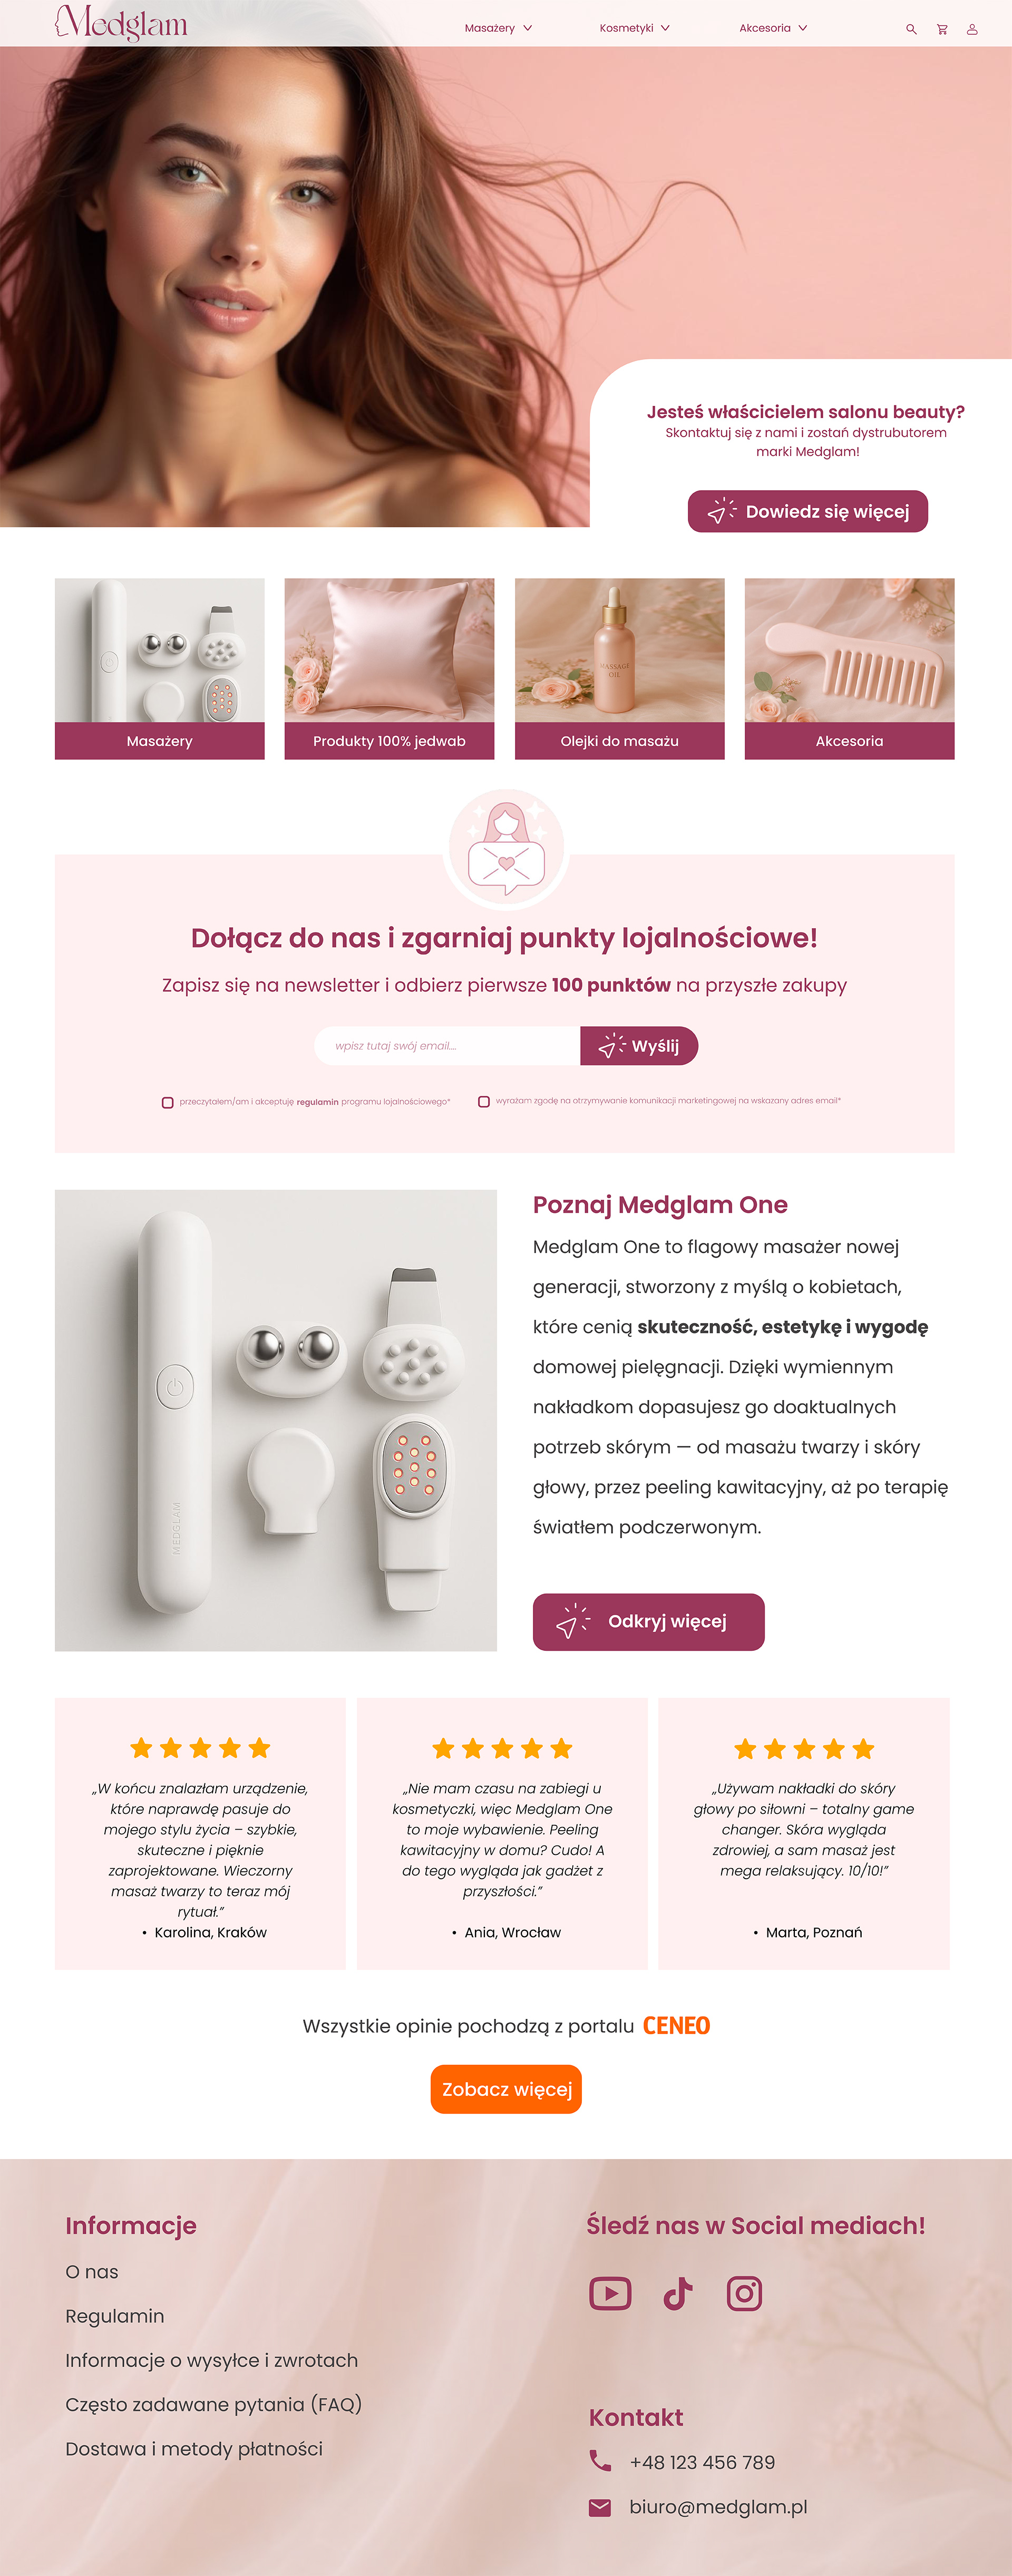 Medglam
Masażery
Kosmetyki
Akcesoria
Jesteś właścicielem salonu beauty?
Skontaktuj się z nami i zostań dystrubutorem
marki Medglam!
Dowiedz się więcej
MASSAGE
OIL
Masażery
Produkty 100% jedwab
Olejki do masażu
Akcesoria
Dołącz do nas i zgarniaj punkty lojalnościowe!
Zapisz się na newsletter i odbierz pierwsze 100 punktów na przyszłe zakupy
wpisz tutaj swój email....
Wyślij
przeczytałem/am i akceptuję regulamin programu lojalnościowego*
wyrażam zgodę na otrzymywanie komunikacji marketingowej na wskazany adres email*
MEDGLAM
Poznaj Medglam One
Medglam One to flagowy masażer nowej
generacji, stworzony z myślą o kobietach,
które cenią skuteczność, estetykę i wygodę
domowej pielęgnacji. Dzięki wymiennym
nakładkom dopasujesz go doaktualnych
potrzeb skórym — od masażu twarzy i skóry
głowy, przez peeling kawitacyjny, aż po terapię
światłem podczerwonym.
Odkryj więcej
„W końcu znalazłam urządzenie,
które naprawdę pasuje do
mojego stylu życia – szybkie,
skuteczne i pięknie
zaprojektowane. Wieczorny
masaż twarzy to teraz mój
rytuał.”
• Karolina, Kraków
„Nie mam czasu na zabiegi u
kosmetyczki, więc Medglam One
to moje wybawienie. Peeling
kawitacyjny w domu? Cudo! A
do tego wygląda jak gadżet z
przyszłości.”
• Ania, Wrocław
„Używam nakładki do skóry
głowy po siłowni – totalny game
changer. Skóra wygląda
zdrowiej, a sam masaż jest
mega relaksujący. 10/10!”
• Marta, Poznań
Wszystkie opinie pochodzą z portalu CENEO
Zobacz więcej
Informacje
O nas
Regulamin
Informacje o wysyłce i zwrotach
Często zadawane pytania (FAQ)
Dostawa i metody płatności
Śledź nas w Social mediach!
Kontakt
+48 123 456 789
biuro@medglam.pl